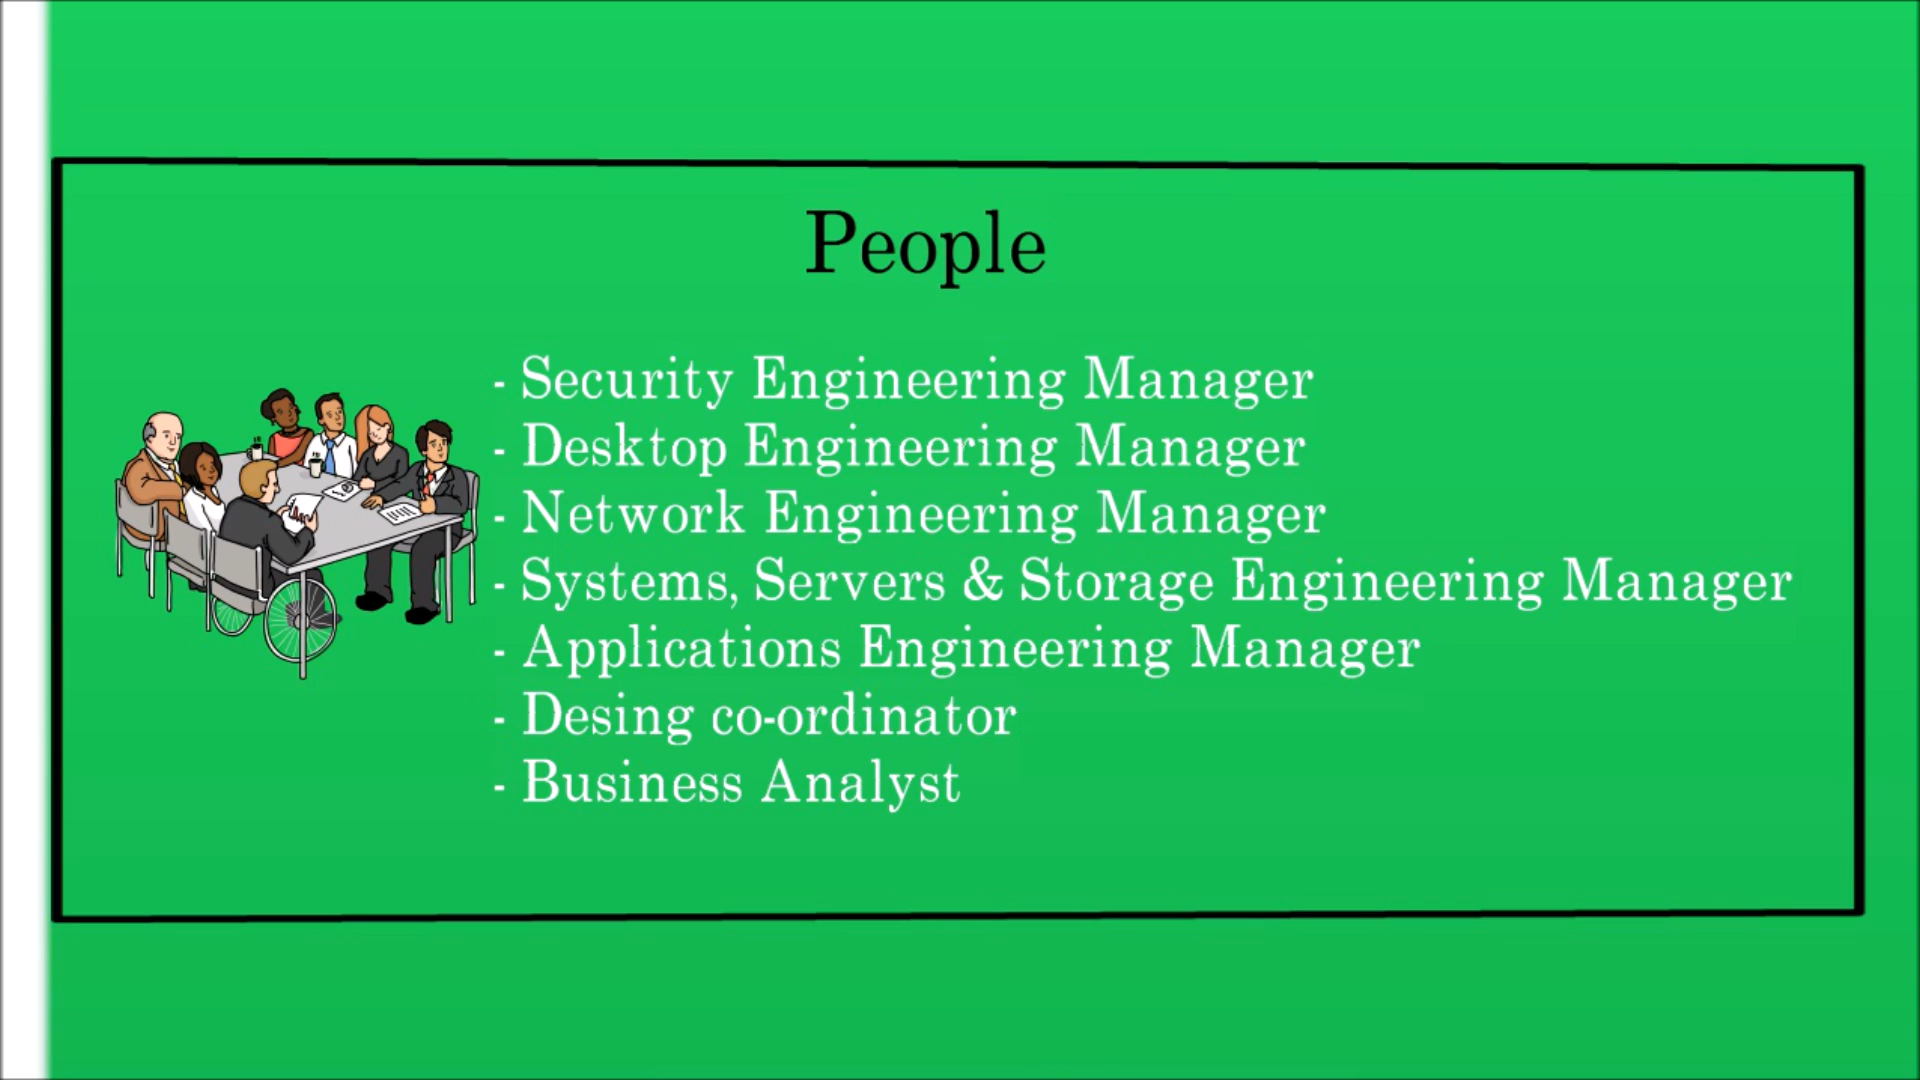 People
- Security Engineering Manager
- Desktop Engineering Manager
- Network Engineering Manager
- Systems, Servers & Storage Engineering Manager
- Applications Engineering Manager
- Desing co-ordinator
- Business Analyst